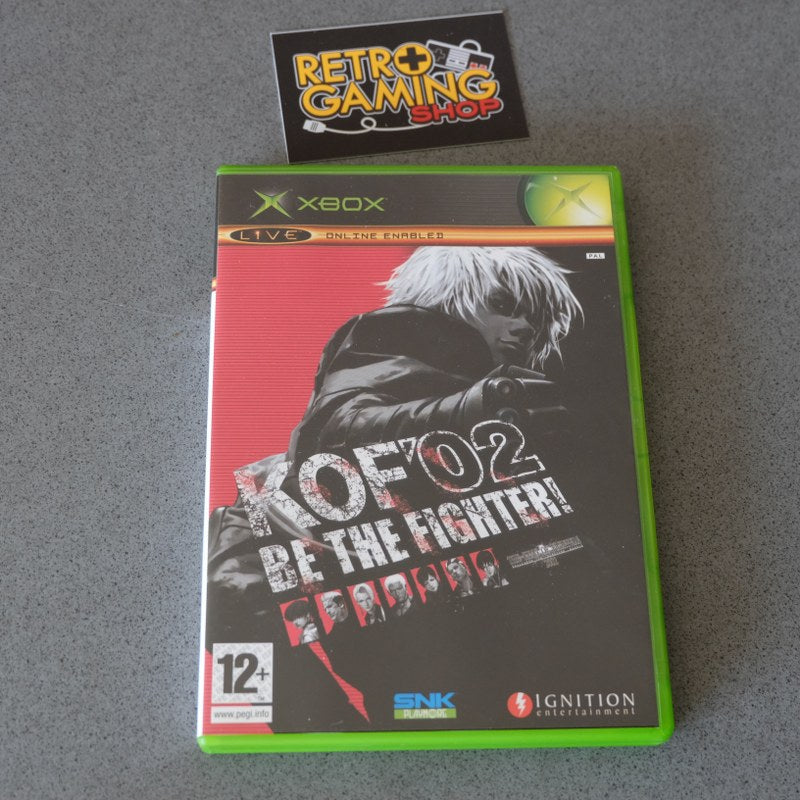 RETRO
GAMING
SHOP
XBOX
LIVE ONLINE ENABLED
PAL
KOF'02
BE THE FIGHTER!
12+
www.pegi.info
SNK
PLAYMORE
IGNITION
entertainment